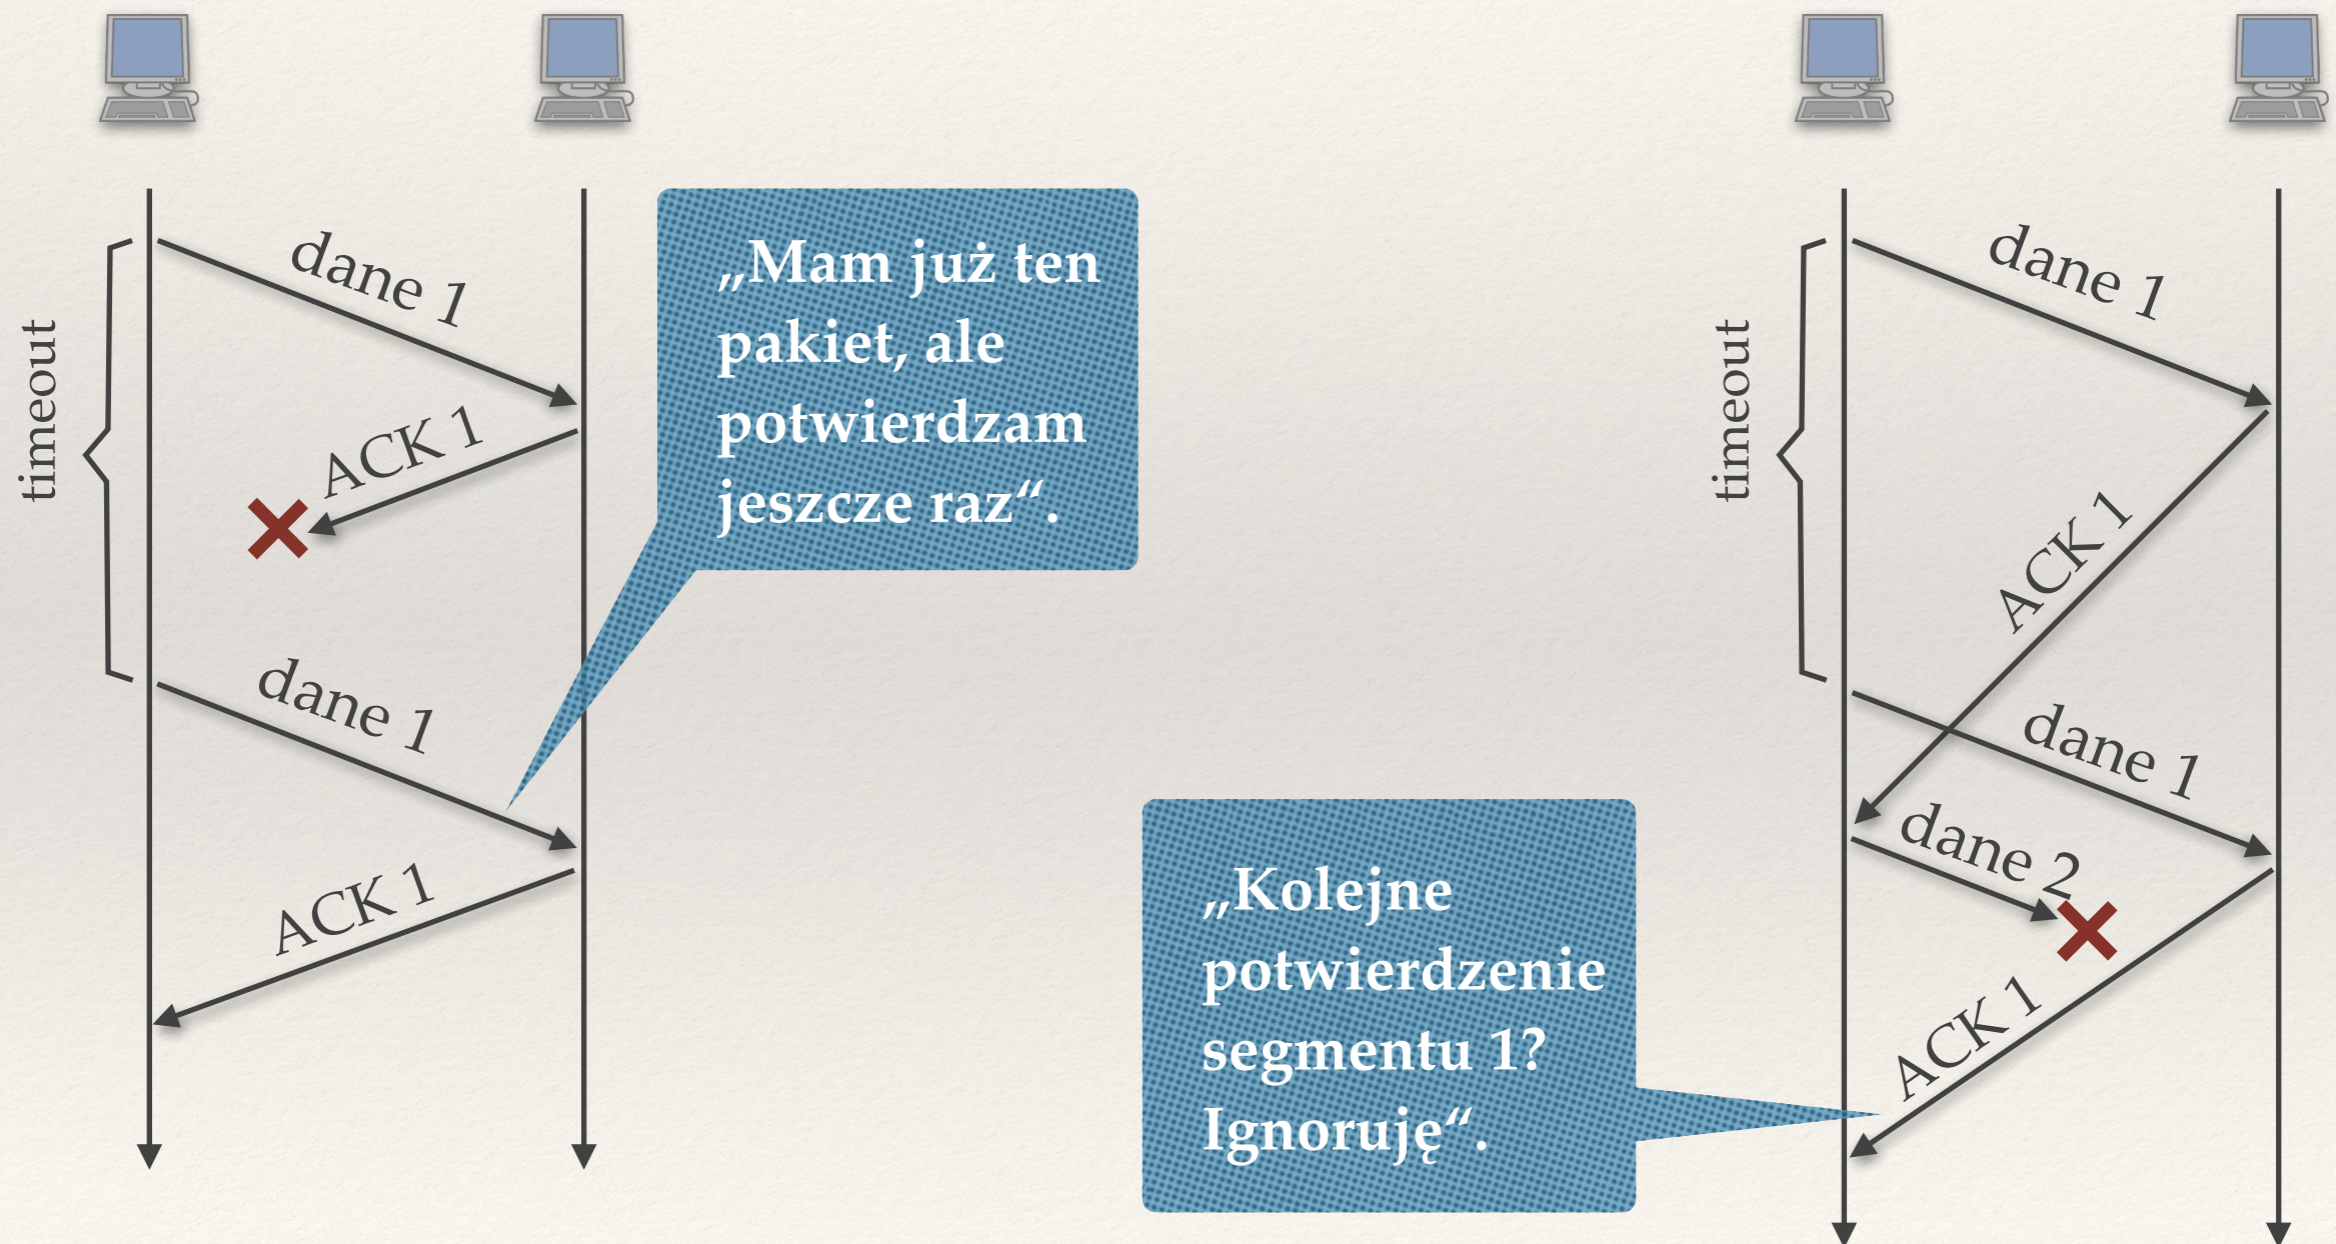 timeout
dane 1
ACK 1
dane 1
ACK 1
„Mam już ten
pakiet, ale
potwierdzam
jeszcze raz“.
timeout
dane 1
ACK 1
dane 1
dane 2
ACK 1
„Kolejne
potwierdzenie
segmentu 1?
Ignoruję“.